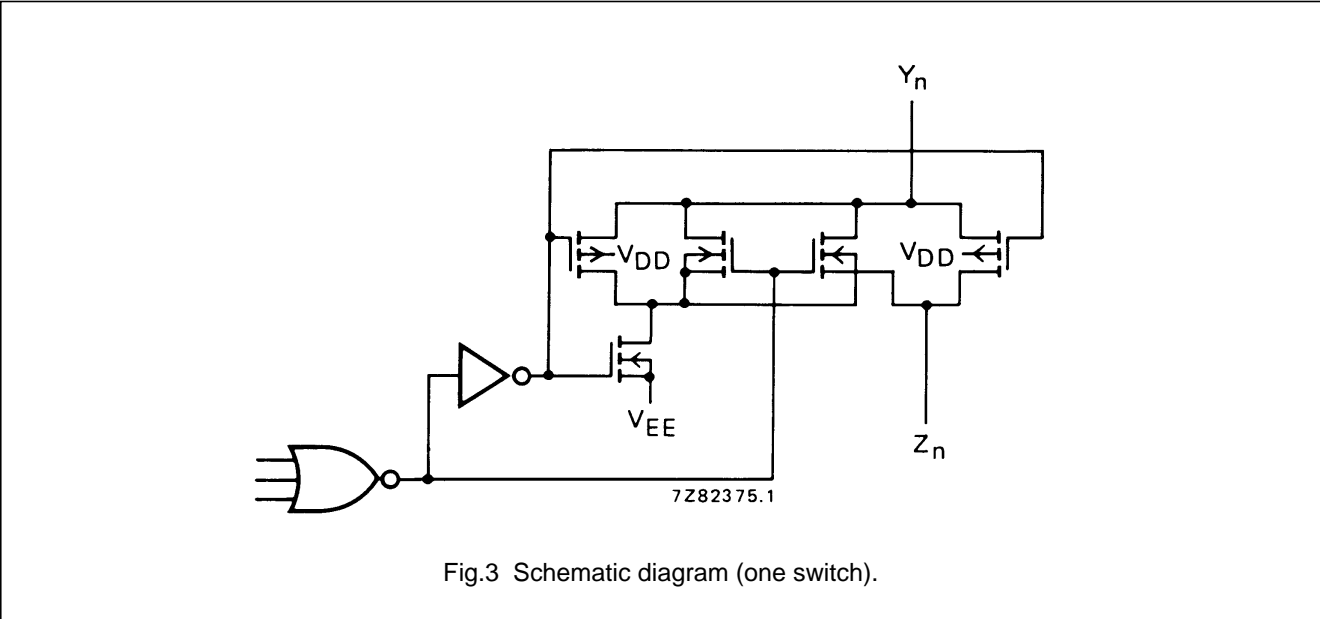 Yn
VDD
VDD
VEE
Zn
7Z82375.1
Fig.3 Schematic diagram (one switch).